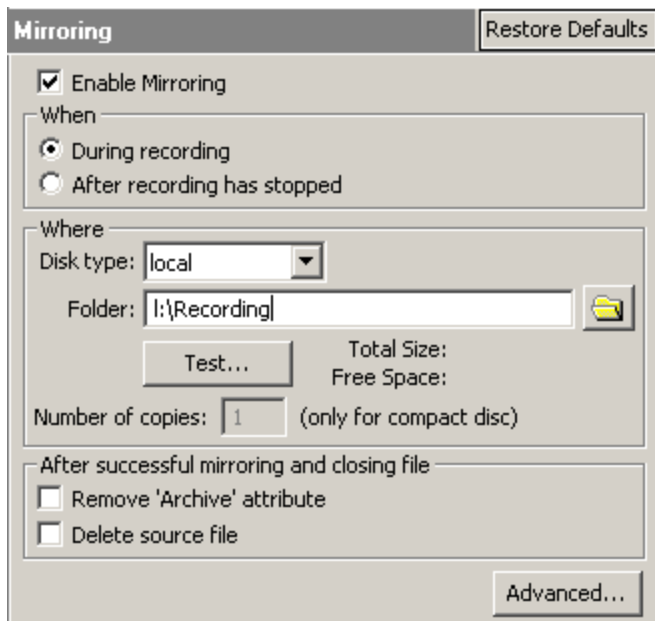 Mirroring Restore Defaults
Enable Mirroring
When
During recording
After recording has stopped
Where
Disk type: local
Folder: l:\Recording
Test... Total Size:
Free Space:
Number of copies: 1 (only for compact disc)
After successful mirroring and closing file
Remove 'Archive' attribute
Delete source file
Advanced...